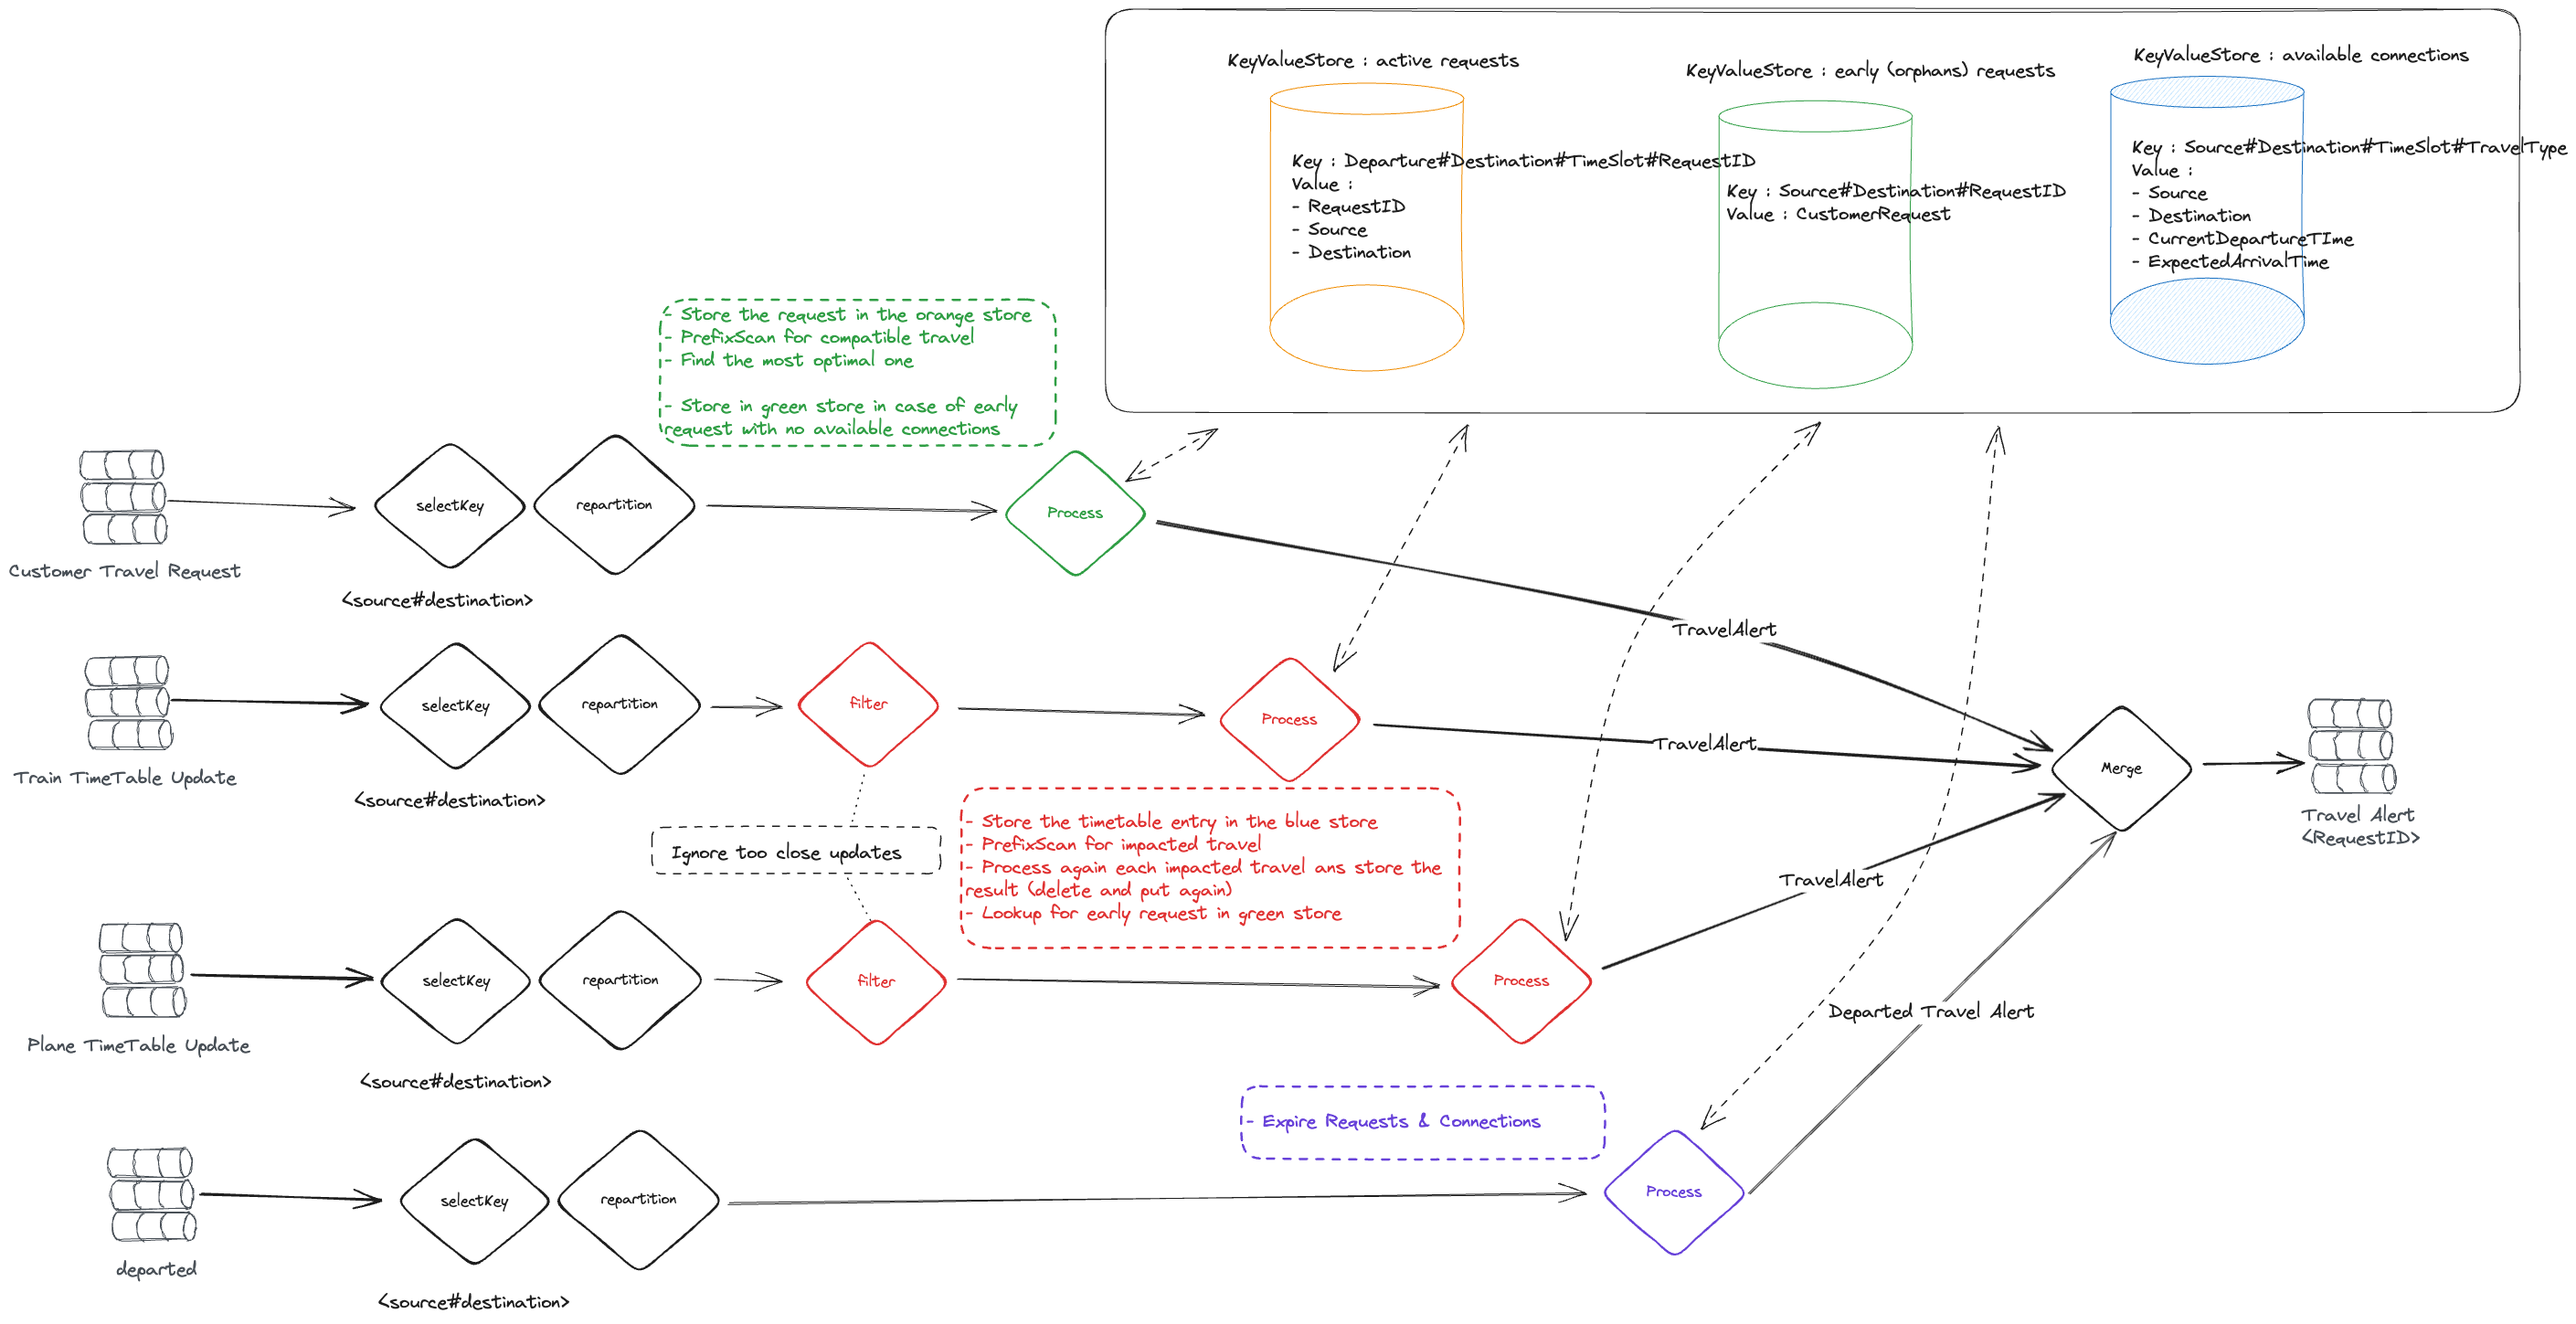 KeyValueStore : active requests
Key : Departure#Destination#TimeSlot#RequestID
Value :
- RequestID
- Source
- Destination
KeyValueStore : early (orphans) requests
Key : Source#Destination#RequestID
Value : CustomerRequest
KeyValueStore : available connections
Key : Source#Destination#TimeSlot#TravelType
Value :
- Source
- Destination
- CurrentDepartureTIme
- ExpectedArrivalTime
- Store the request in the orange store
- PrefixScan for compatible travel
- Find the most optimal one
- Store in green store in case of early
request with no available connections
Customer Travel Request
selectKey
repartition
<source#destination>
Process
TravelAlert
Train TimeTable Update
selectKey
repartition
<source#destination>
filter
Process
TravelAlert
Ignore too close updates
- Store the timetable entry in the blue store
- PrefixScan for impacted travel
- Process again each impacted travel ans store the
result (delete and put again)
- Lookup for early request in green store
Merge
Travel Alert
<RequestID>
Plane TimeTable Update
selectKey
repartition
<source#destination>
filter
Process
TravelAlert
Departed Travel Alert
- Expire Requests & Connections
departed
selectKey
repartition
<source#destination>
Process